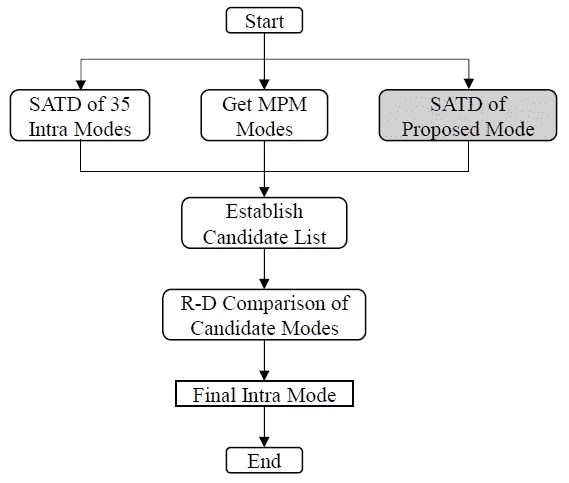 Start
SATD of 35
Intra Modes
Get MPM
Modes
SATD of
Proposed Mode
Establish
Candidate List
R-D Comparison of
Candidate Modes
Final Intra Mode
End